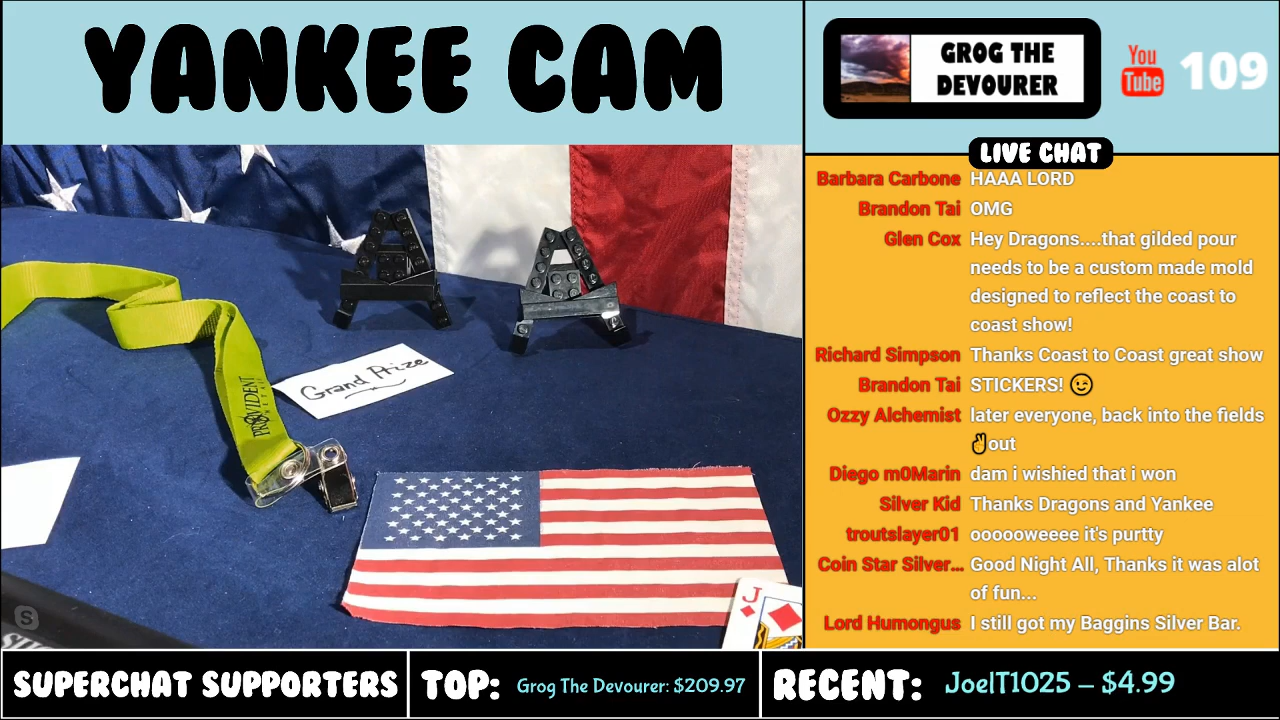 YANKEE CAM
GROG THE
DEVOURER
You
Tube
109
LIVE CHAT
Barbara Carbone HAAA LORD
Brandon Tai OMG
Glen Cox Hey Dragons....that gilded pour
needs to be a custom made mold
designed to reflect the coast to
coast show!
Richard Simpson Thanks Coast to Coast great show
Brandon Tai STICKERS! 😉
Ozzy Alchemist later everyone, back into the fields
✌out
Diego m0Marin dam i wishied that i won
Silver Kid Thanks Dragons and Yankee
troutslayer01 oooooweeee it's purtty
Coin Star Silver... Good Night All, Thanks it was alot
of fun...
Lord Humongus I still got my Baggins Silver Bar.
Grand Prize
PROVIDENT
METALS
J
S
SUPERCHAT SUPPORTERS
TOP: Grog The Devourer: $209.97
RECENT: JoelT1025 – $4.99